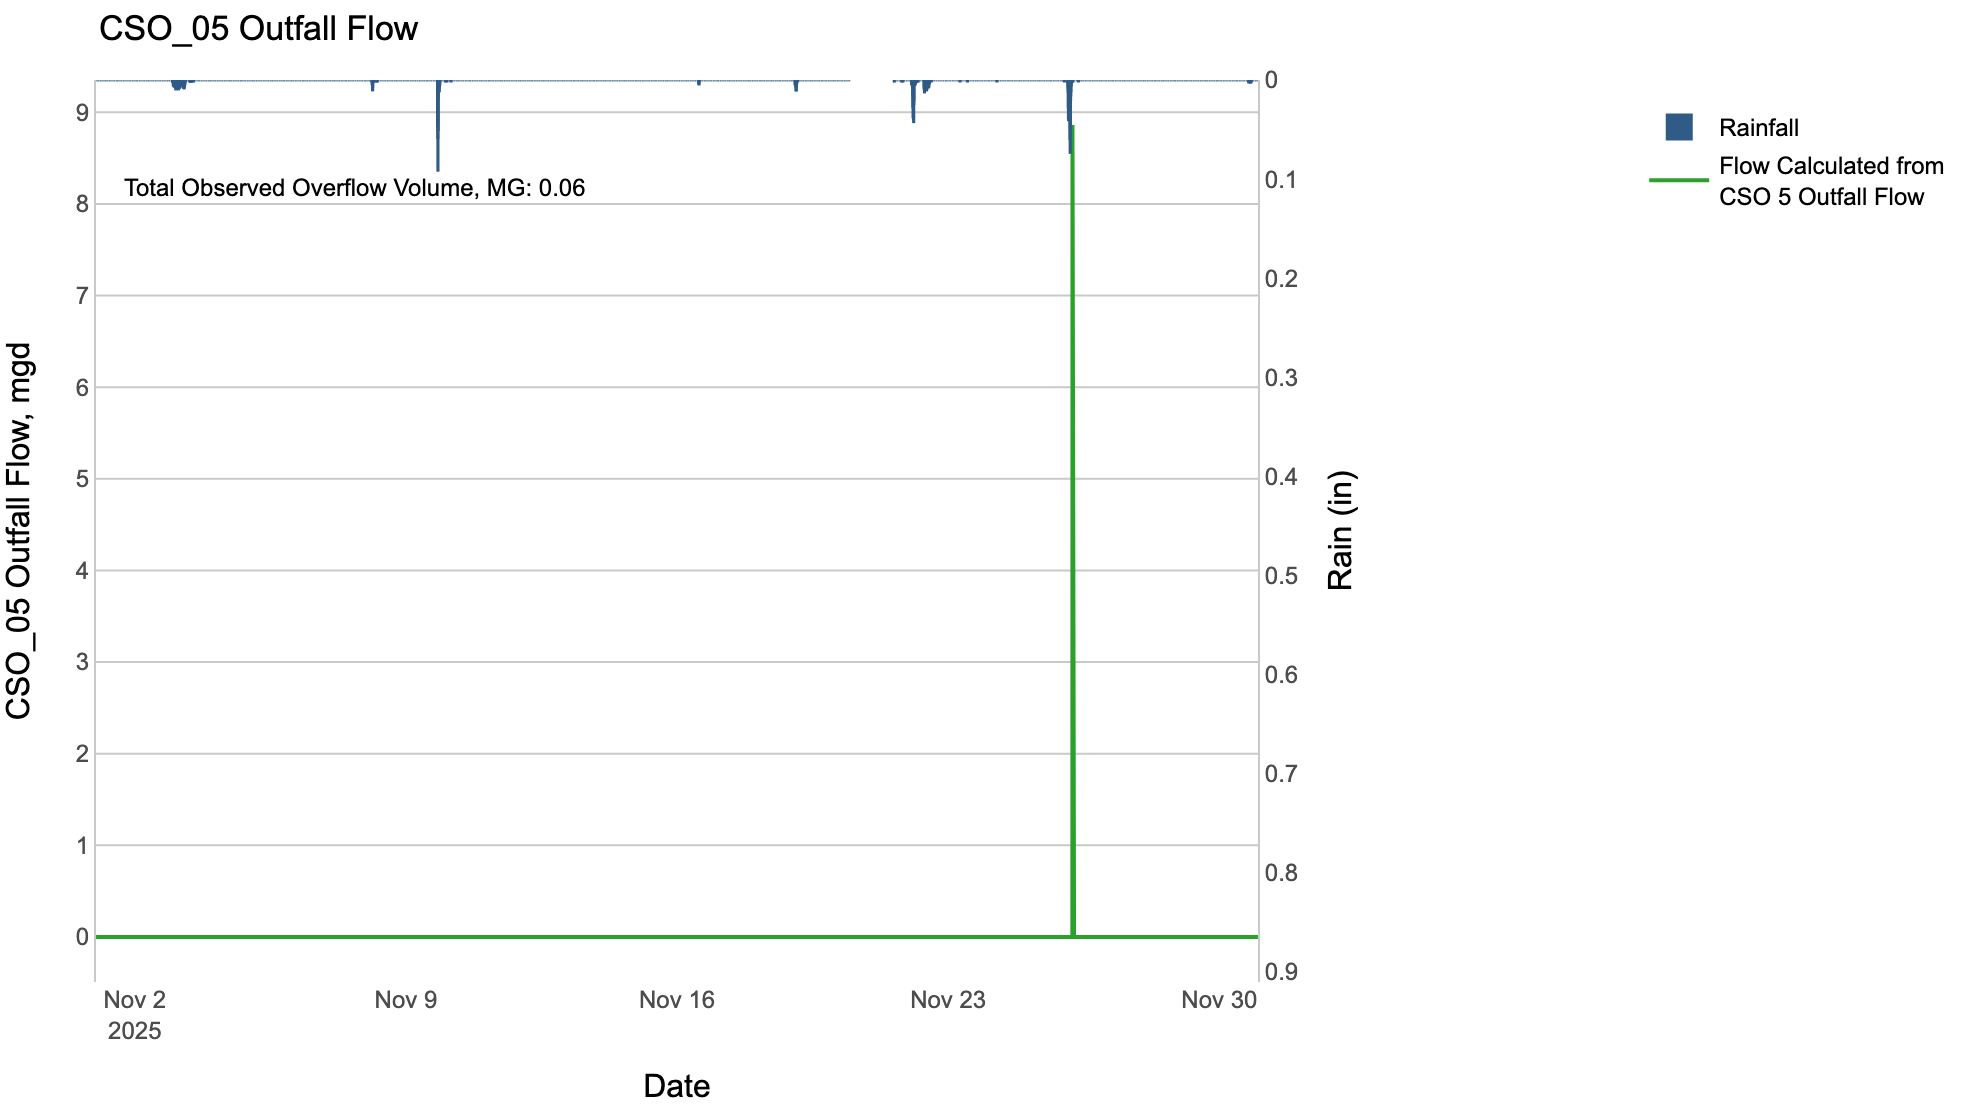 CSO_05 Outfall Flow
9
8
7
6
5
4
3
2
1
0
CSO_05 Outfall Flow, mgd
Total Observed Overflow Volume, MG: 0.06
0
0.1
0.2
0.3
0.4
0.5
0.6
0.7
0.8
0.9
Rain (in)
Nov 2
2025
Nov 9
Nov 16
Nov 23
Nov 30
Date
Rainfall
Flow Calculated from
CSO 5 Outfall Flow